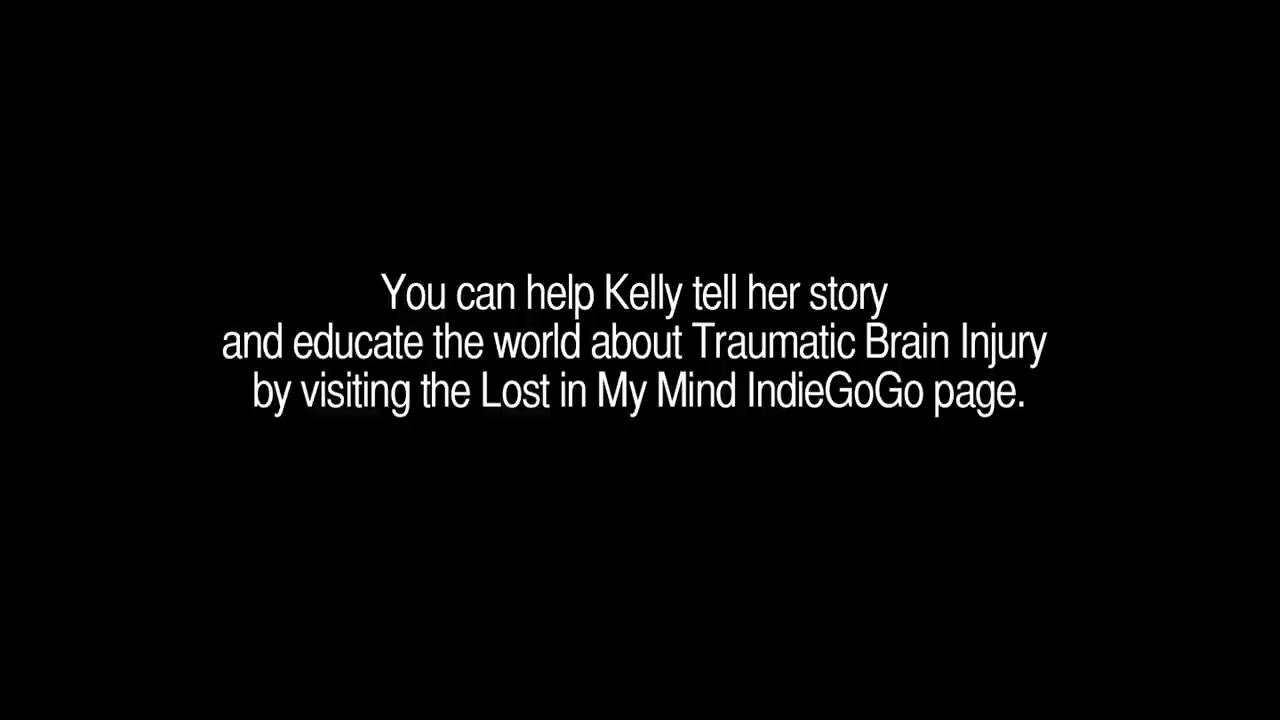 You can help Kelly tell her story
and educate the world about Traumatic Brain Injury
by visiting the Lost in My Mind IndieGoGo page.